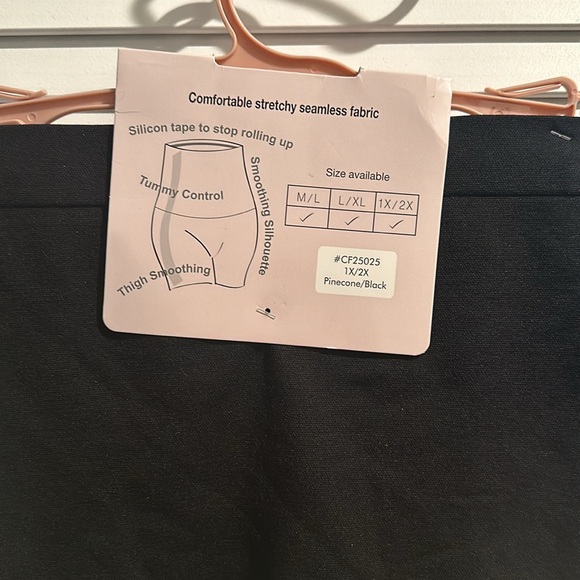 Comfortable stretchy seamless fabric
Silicon tape to stop rolling up
Tummy Control
Smoothing Silhouette
Thigh Smoothing
Size available
M/L L/XL 1X/2X
✓ ✓ ✓
#CF25025
1X/2X
Pinecone/Black